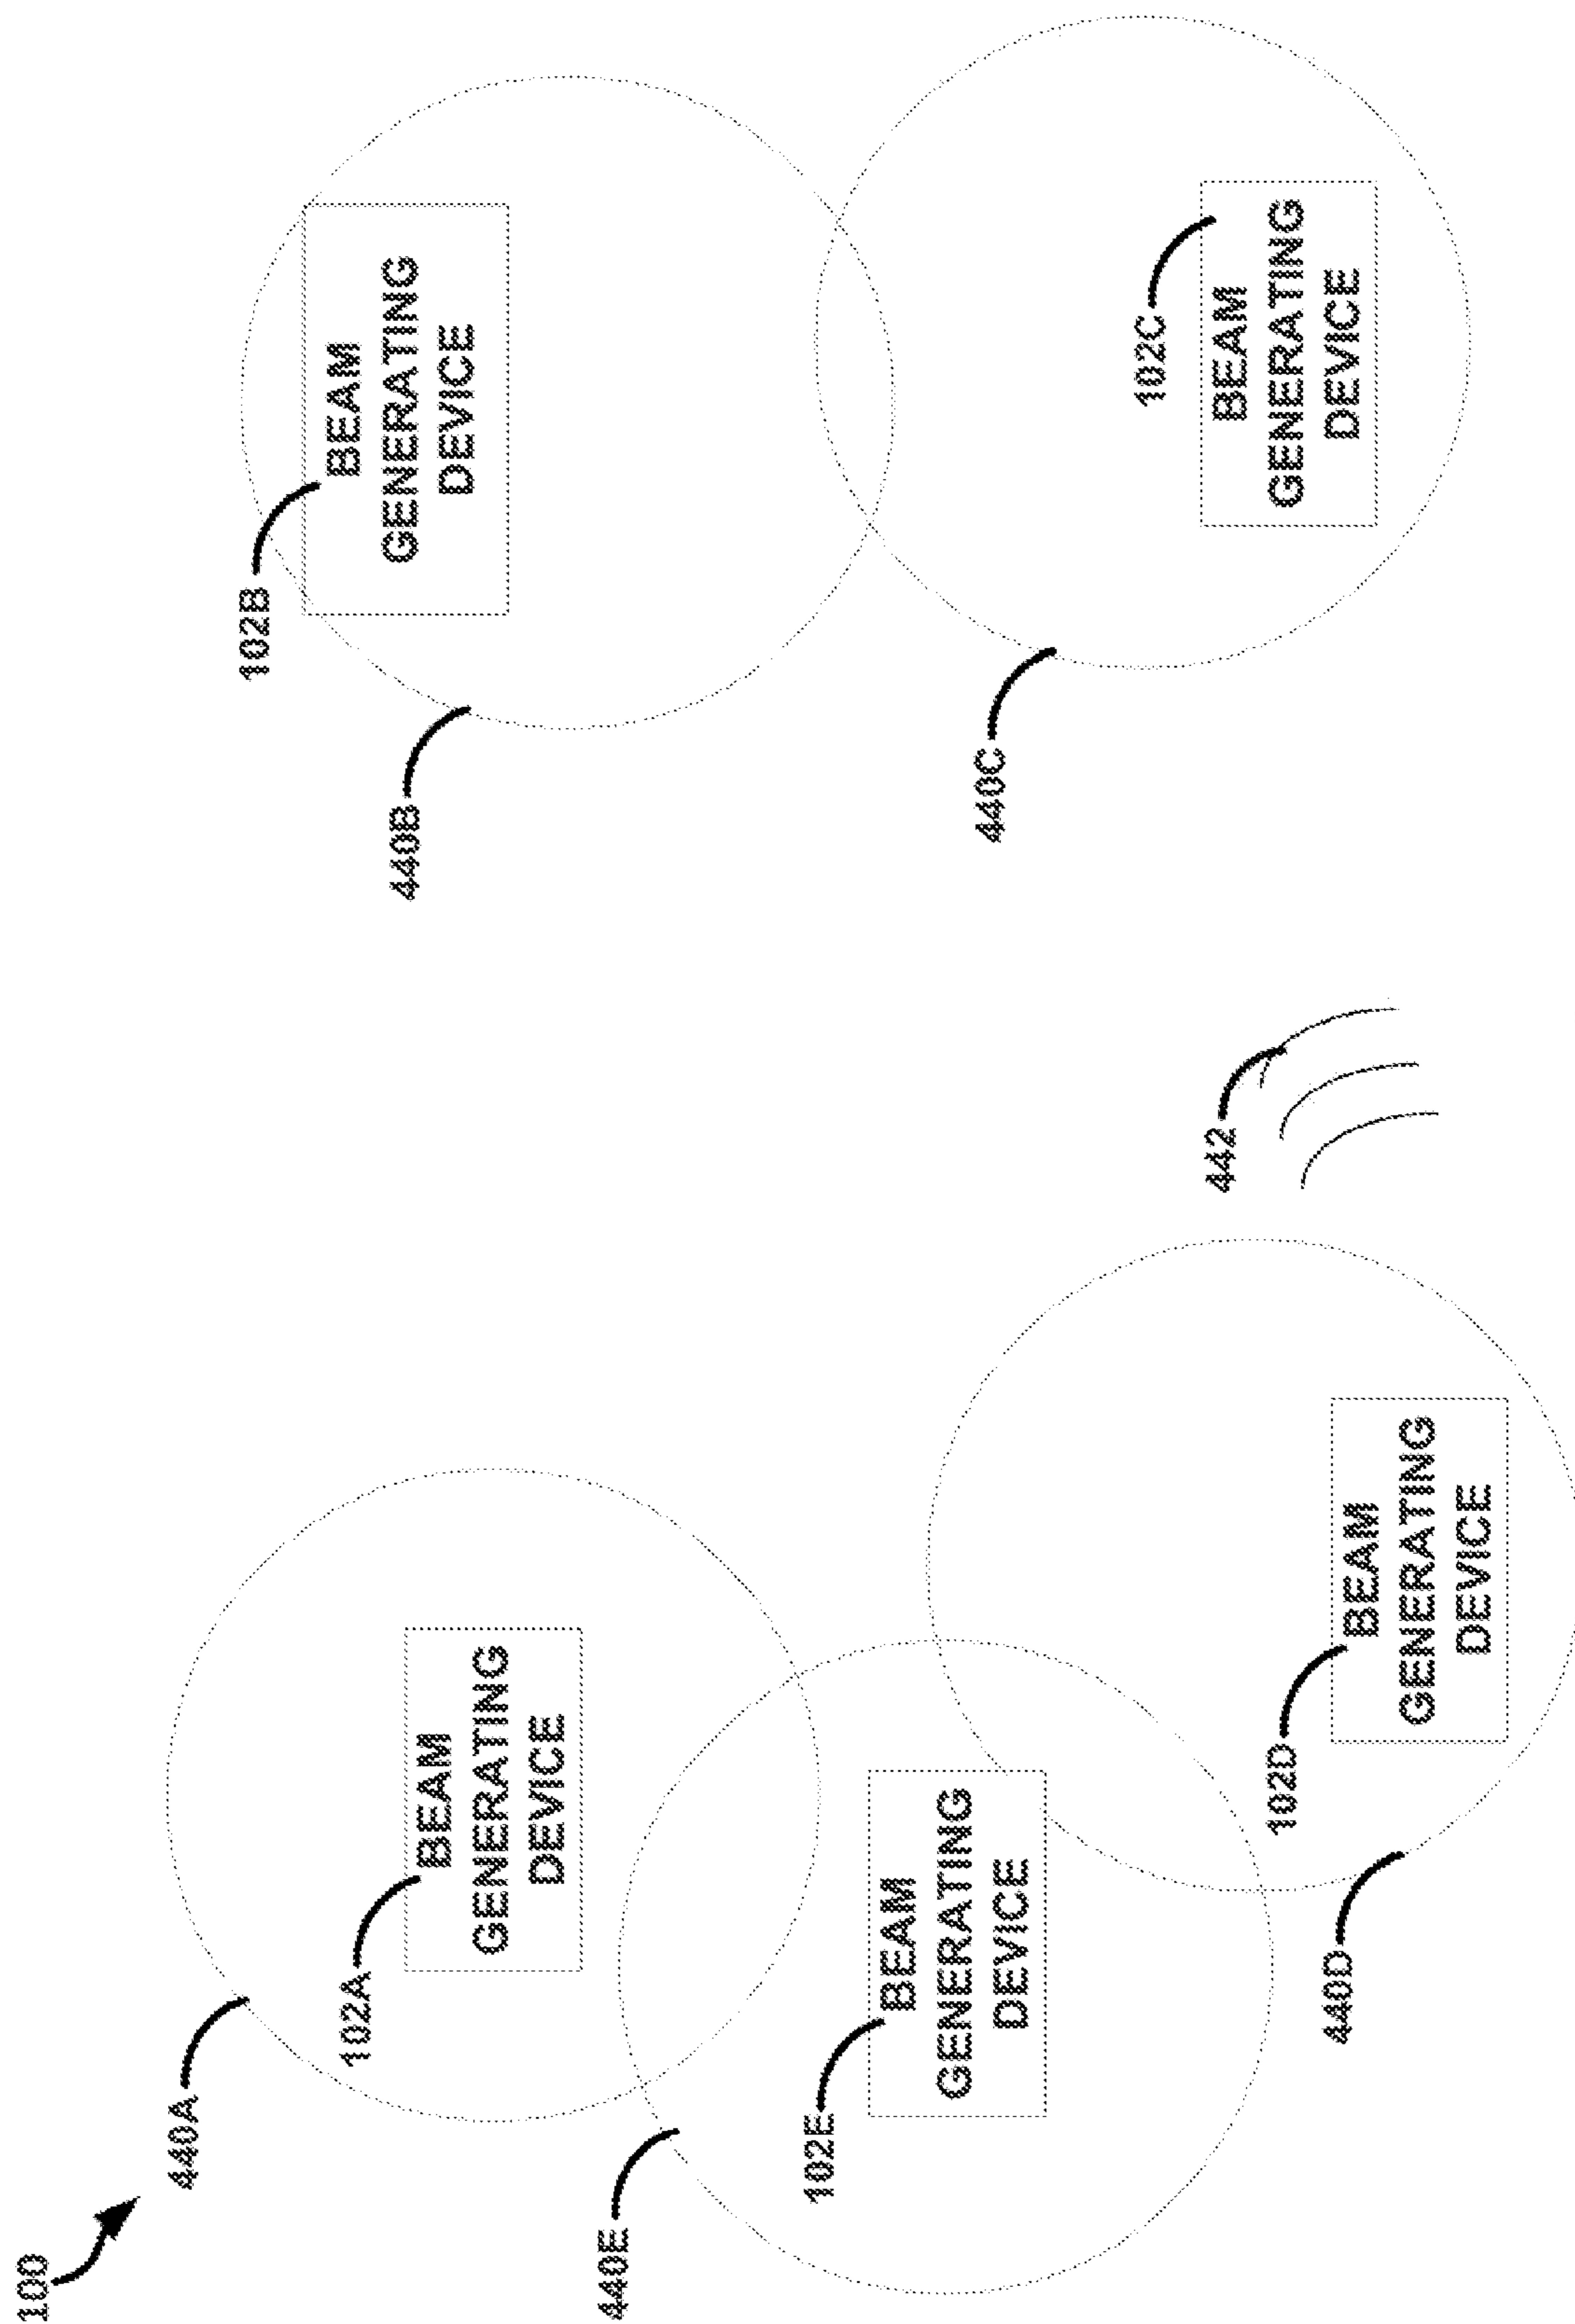 100
440A
102A
BEAM
GENERATING
DEVICE
440E
102E
BEAM
GENERATING
DEVICE
440D
102D
BEAM
GENERATING
DEVICE
442
440B
102B
BEAM
GENERATING
DEVICE
440C
102C
BEAM
GENERATING
DEVICE